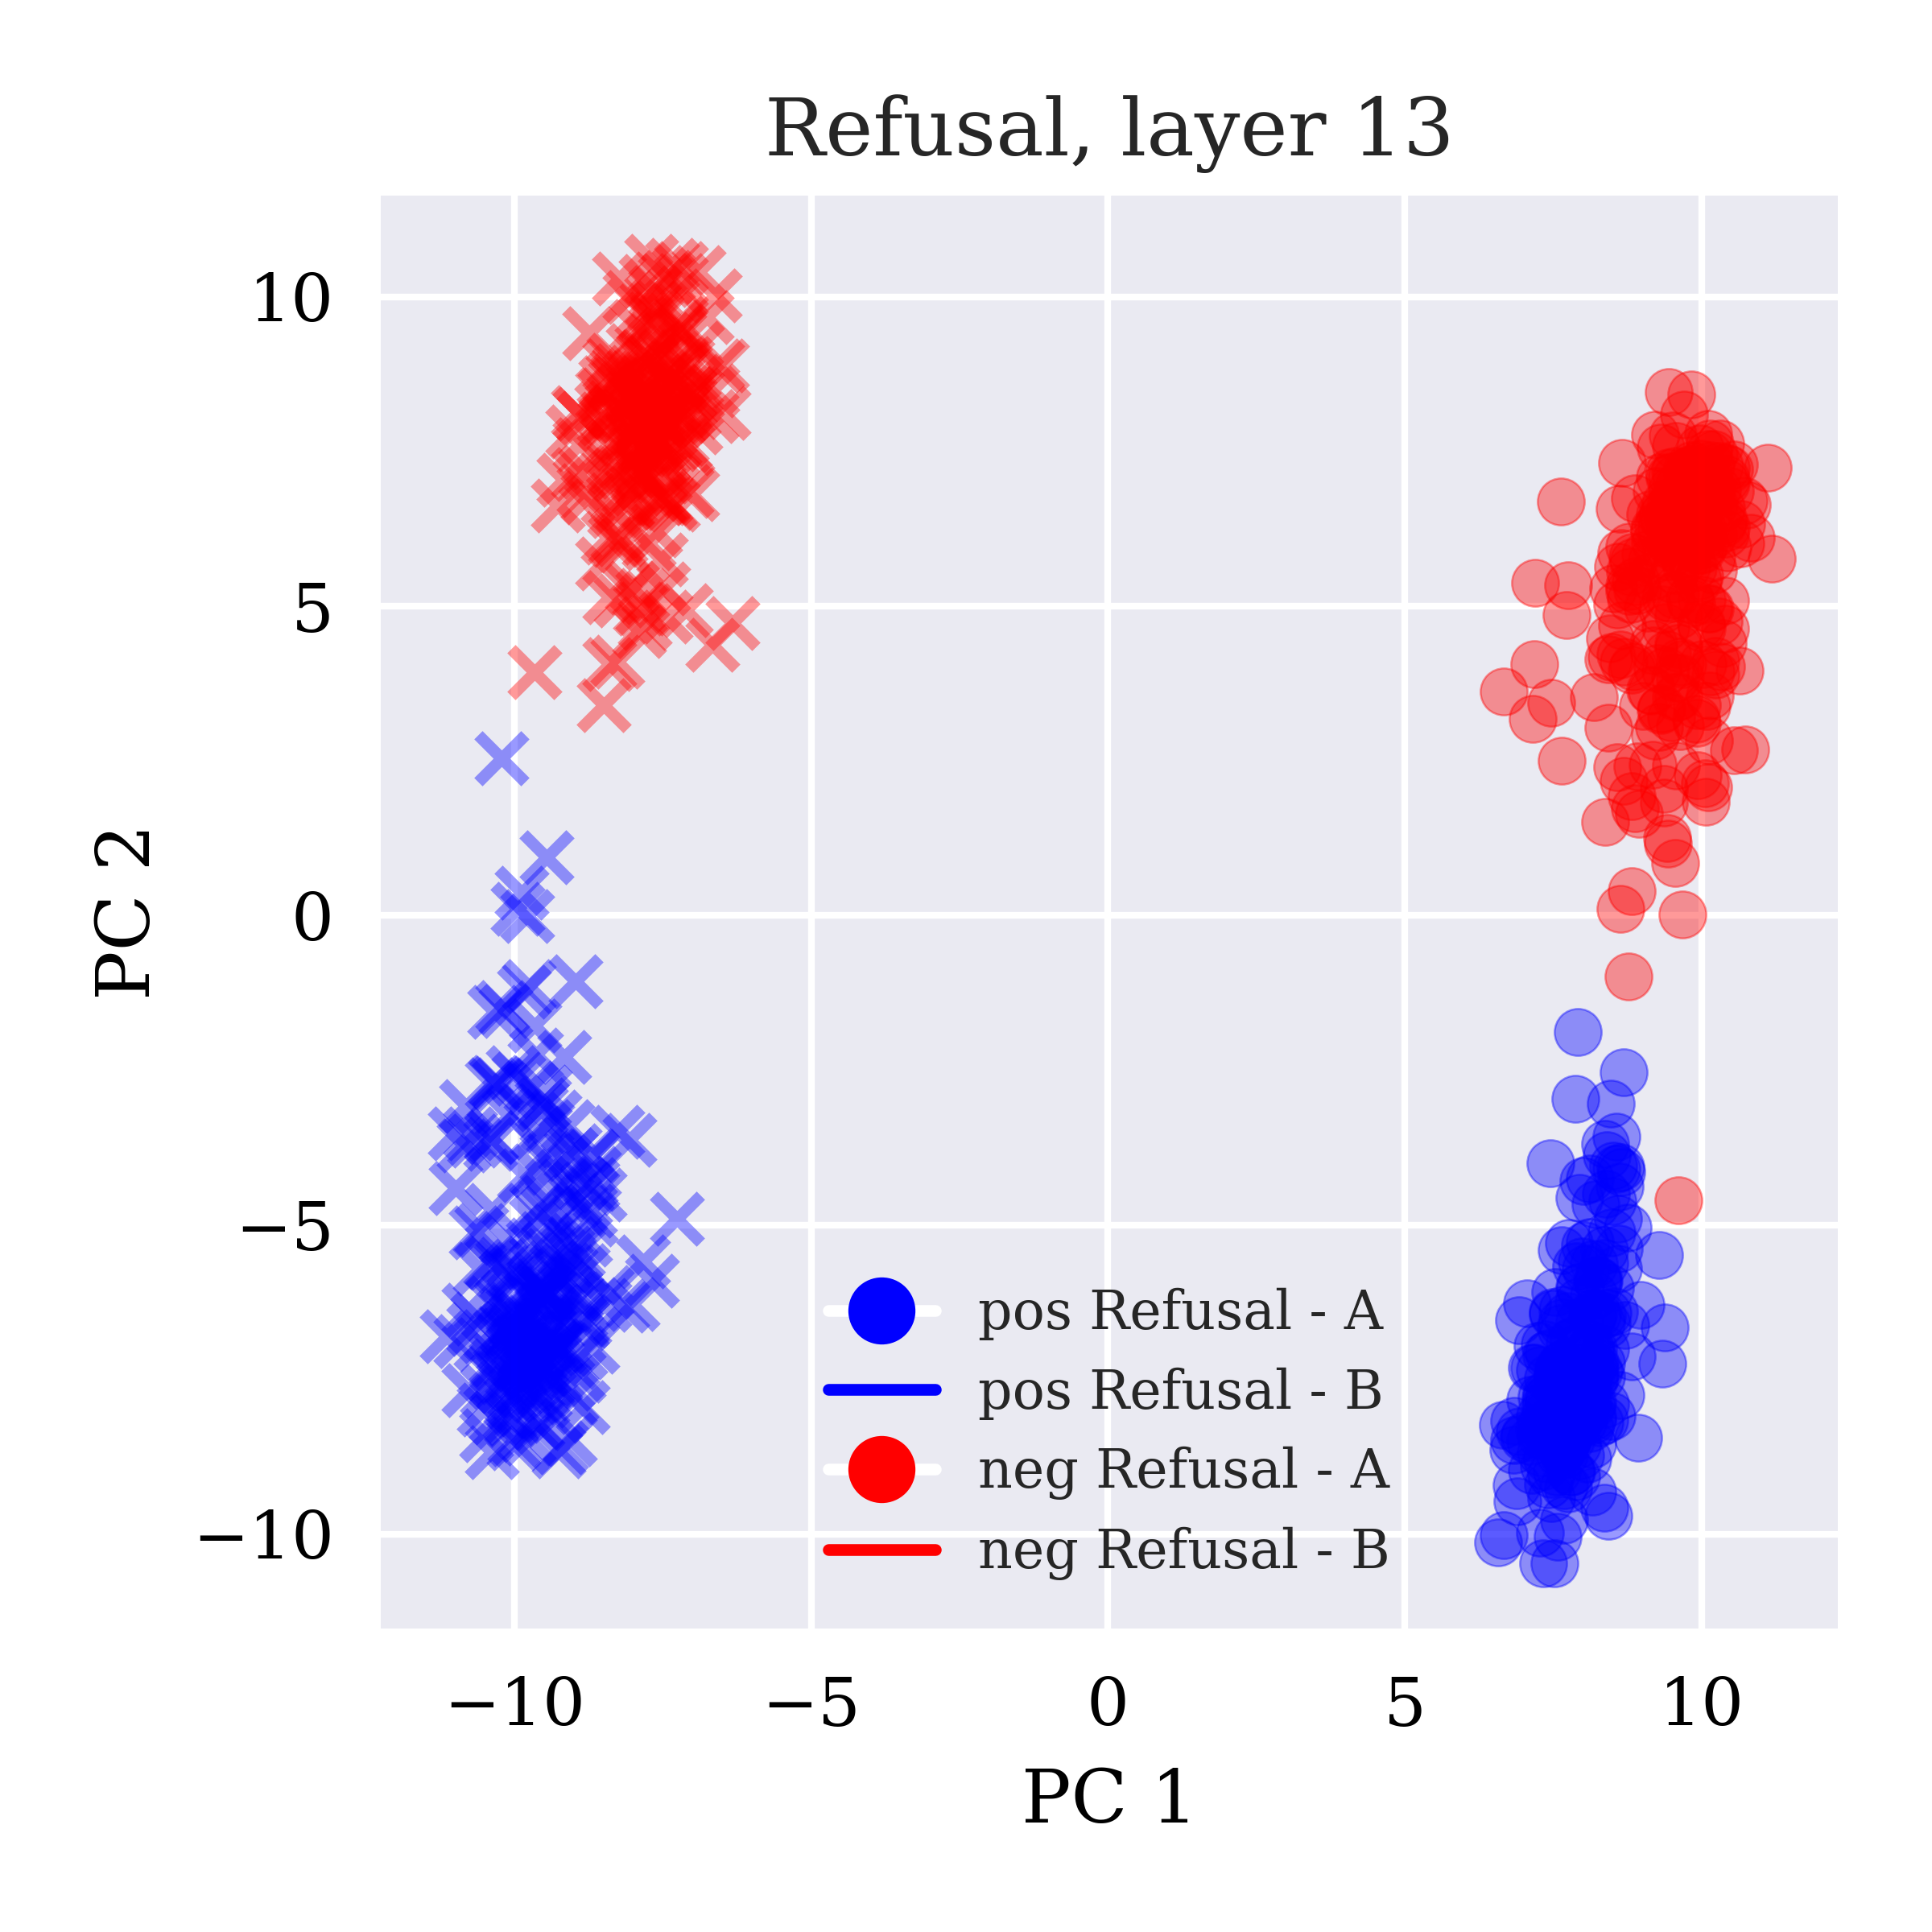 Refusal, layer 13
10
5
0
−5
−10
PC 2
pos Refusal - A
pos Refusal - B
neg Refusal - A
neg Refusal - B
−10 −5 0 5 10
PC 1